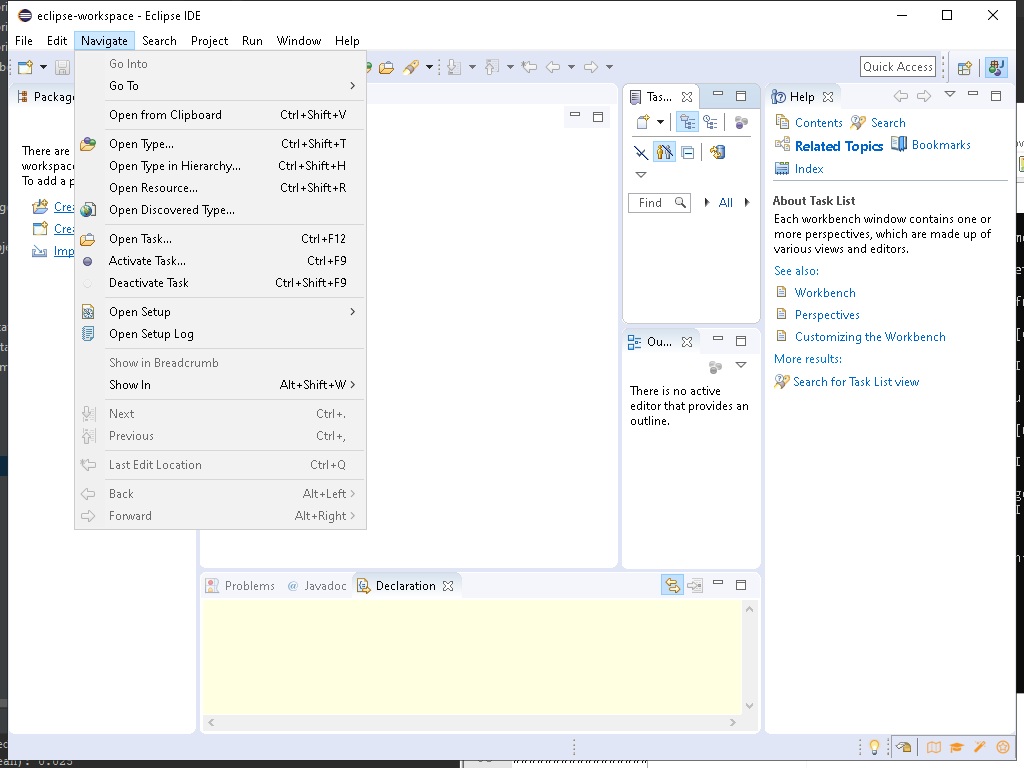 eclipse-workspace - Eclipse IDE
File Edit Navigate Search Project Run Window Help
Quick Access
Go Into
Go To
Open from Clipboard Ctrl+Shift+V
Open Type... Ctrl+Shift+T
Open Type in Hierarchy... Ctrl+Shift+H
Open Resource... Ctrl+Shift+R
Open Discovered Type...
Open Task... Ctrl+F12
Activate Task... Ctrl+F9
Deactivate Task Ctrl+Shift+F9
Open Setup
Open Setup Log
Show in Breadcrumb
Show In Alt+Shift+W
Next Ctrl+.
Previous Ctrl+,
Last Edit Location Ctrl+Q
Back Alt+Left
Forward Alt+Right
Package
There are
workspace
To add a p
Crea
Crea
Imp
Tas...
Find All
Ou...
There is no active
editor that provides an
outline.
Problems @ Javadoc Declaration
Help
Contents Search
Related Topics Bookmarks
Index
About Task List
Each workbench window contains one or
more perspectives, which are made up of
various views and editors.
See also:
Workbench
Perspectives
Customizing the Workbench
More results:
Search for Task List view